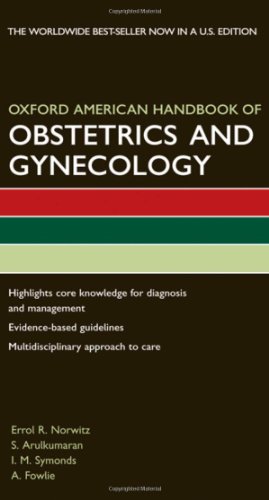 THE WORLDWIDE BEST-SELLER NOW IN A U.S. EDITION
OXFORD AMERICAN HANDBOOK OF
OBSTETRICS AND
GYNECOLOGY
Highlights core knowledge for diagnosis
and management
Evidence-based guidelines
Multidisciplinary approach to care
Errol R. Norwitz
S. Arulkumaran
I. M. Symonds
A. Fowlie